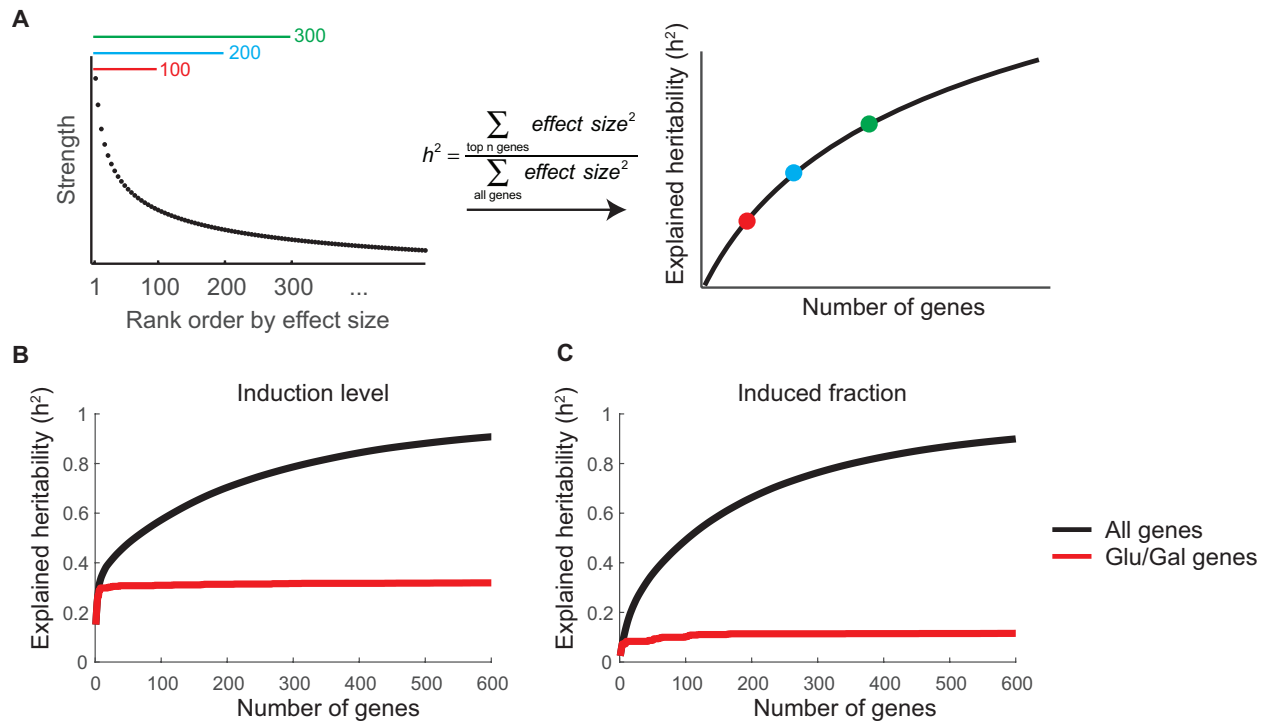 A
300
200
100
Strength
1 100 200 300 ...
Rank order by effect size
h² = ∑ effect size²
top n genes
∑ effect size²
all genes
Explained heritability (h²)
Number of genes
B
Induction level
Explained heritability (h²)
1
0.8
0.6
0.4
0.2
0
0 100 200 300 400 500 600
Number of genes
C
Induced fraction
Explained heritability (h²)
1
0.8
0.6
0.4
0.2
0
0 100 200 300 400 500 600
Number of genes
All genes
Glu/Gal genes